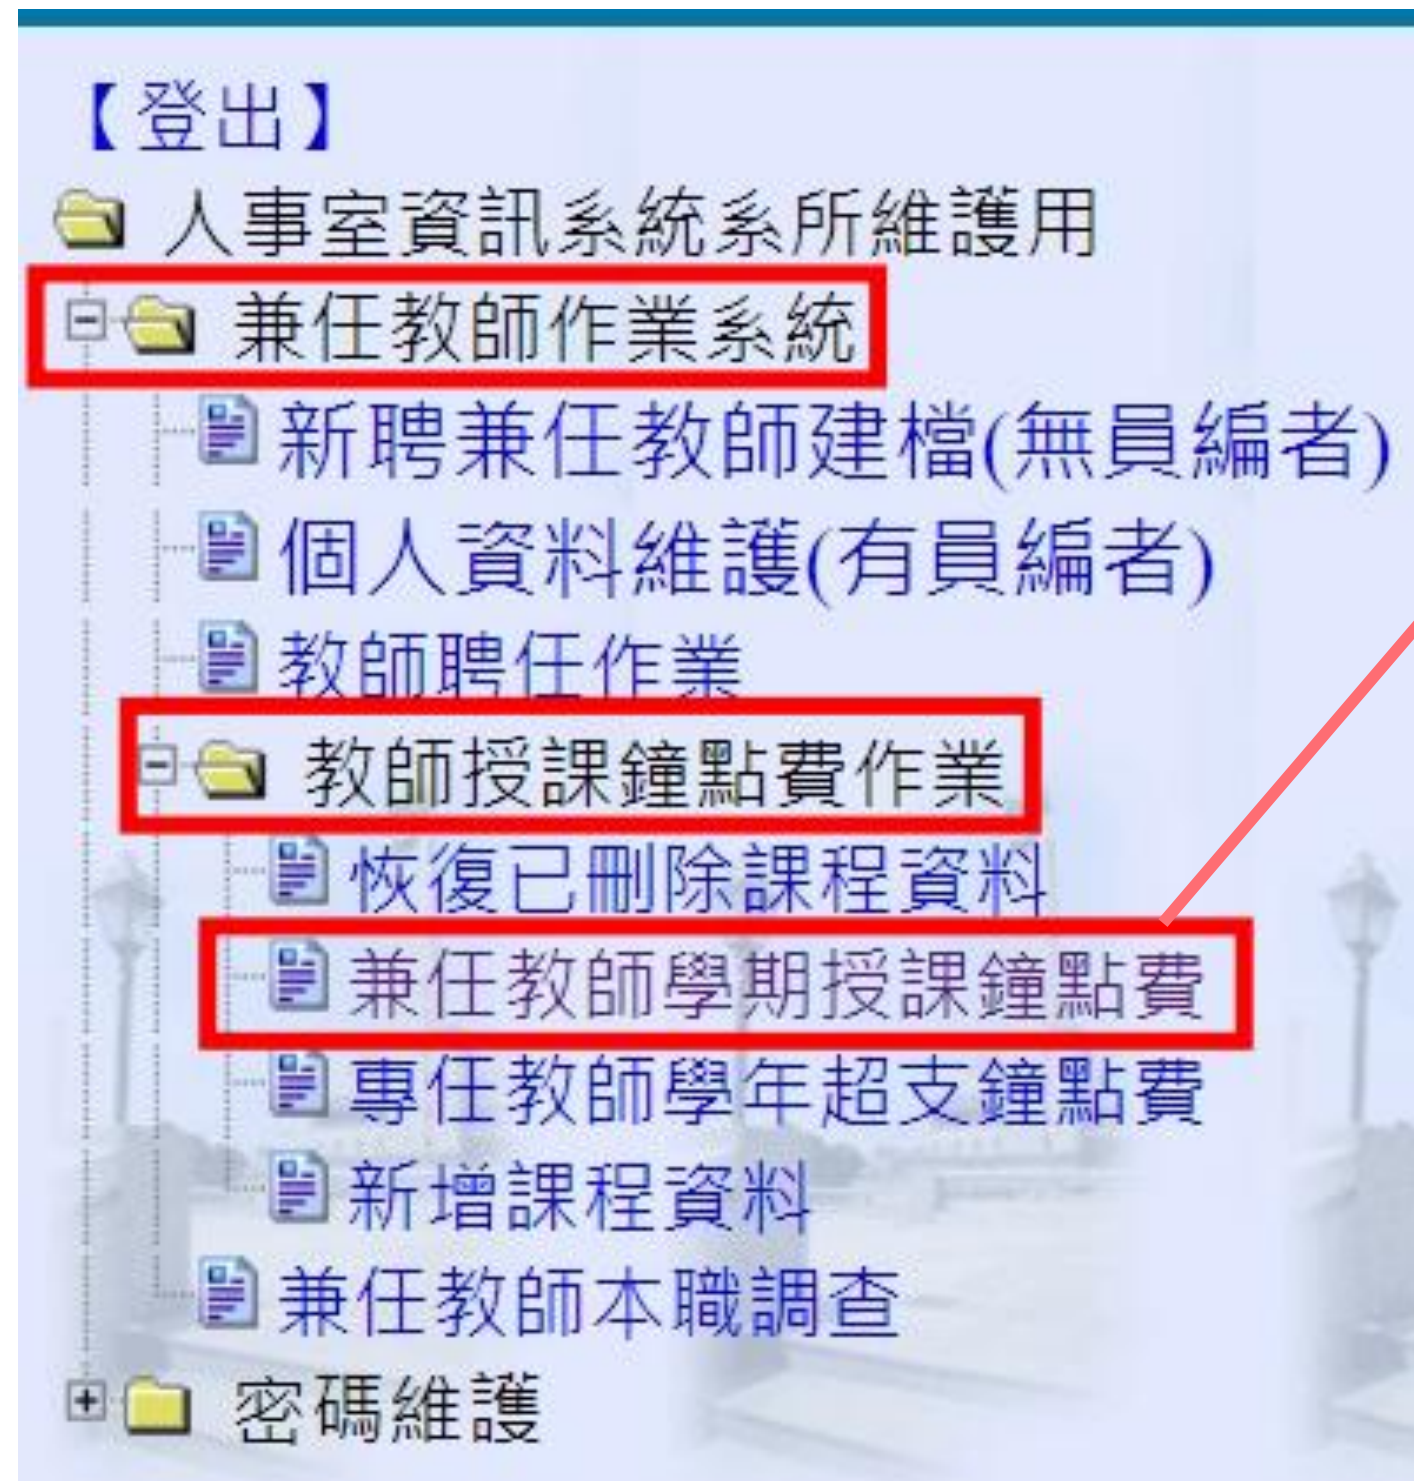 【登出】
人事室資訊系統系所維護用
兼任教師作業系統
新聘兼任教師建檔(無員編者)
個人資料維護(有員編者)
教師聘任作業
教師授課鐘點費作業
恢復已刪除課程資料
兼任教師學期授課鐘點費
專任教師學年超支鐘點費
新增課程資料
兼任教師本職調查
密碼維護